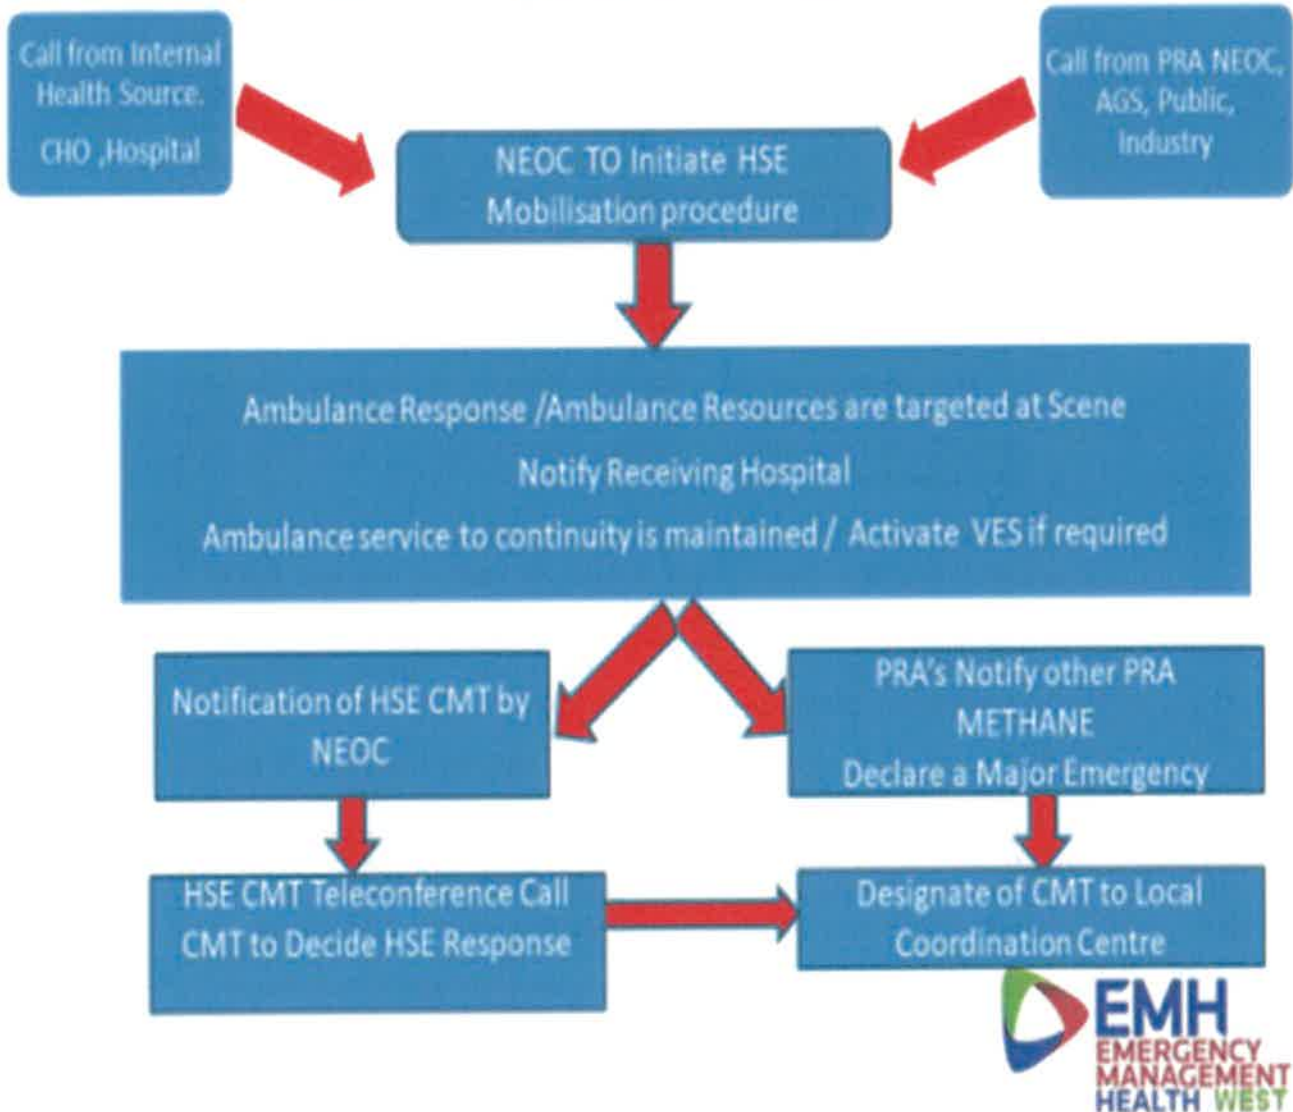 Call from Internal
Health Source.
CHO ,Hospital
Call from PRA NEOC,
AGS, Public,
Industry
NEOC TO Initiate HSE
Mobilisation procedure
Ambulance Response /Ambulance Resources are targeted at Scene
Notify Receiving Hospital
Ambulance service to continuity is maintained / Activate VES if required
Notification of HSE CMT by
NEOC
PRA's Notify other PRA
METHANE
Declare a Major Emergency
HSE CMT Teleconference Call
CMT to Decide HSE Response
Designate of CMT to Local
Coordination Centre
EMH
EMERGENCY
MANAGEMENT
HEALTH WEST